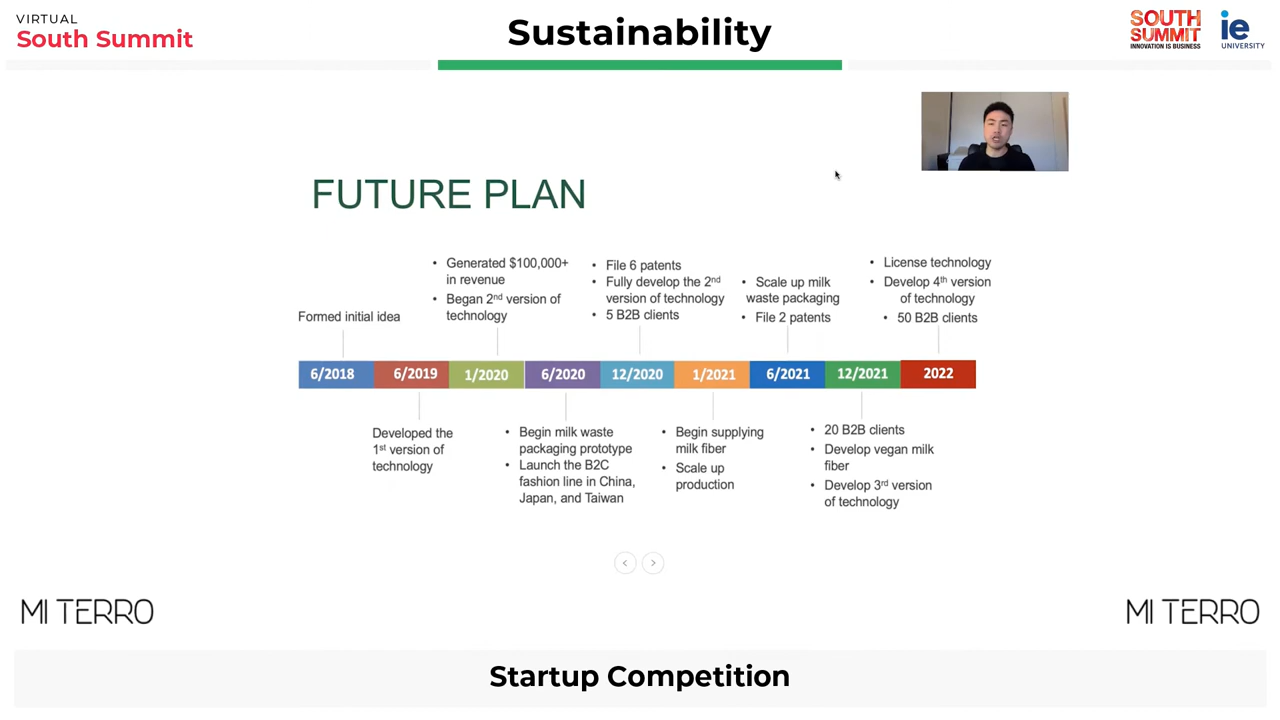 VIRTUAL
South Summit
Sustainability
SOUTH
SUMMIT
INNOVATION IS BUSINESS
ie
UNIVERSITY
FUTURE PLAN
Formed initial idea
• Generated $100,000+
in revenue
• Began 2nd version of
technology
• File 6 patents
• Fully develop the 2nd
version of technology
• 5 B2B clients
• Scale up milk
waste packaging
• File 2 patents
• License technology
• Develop 4th version
of technology
• 50 B2B clients
6/2018 6/2019 1/2020 6/2020 12/2020 1/2021 6/2021 12/2021 2022
Developed the
1st version of
technology
• Begin milk waste
packaging prototype
• Launch the B2C
fashion line in China,
Japan, and Taiwan
• Begin supplying
milk fiber
• Scale up
production
• 20 B2B clients
• Develop vegan milk
fiber
• Develop 3rd version
of technology
MI TERRO
MI TERRO
Startup Competition